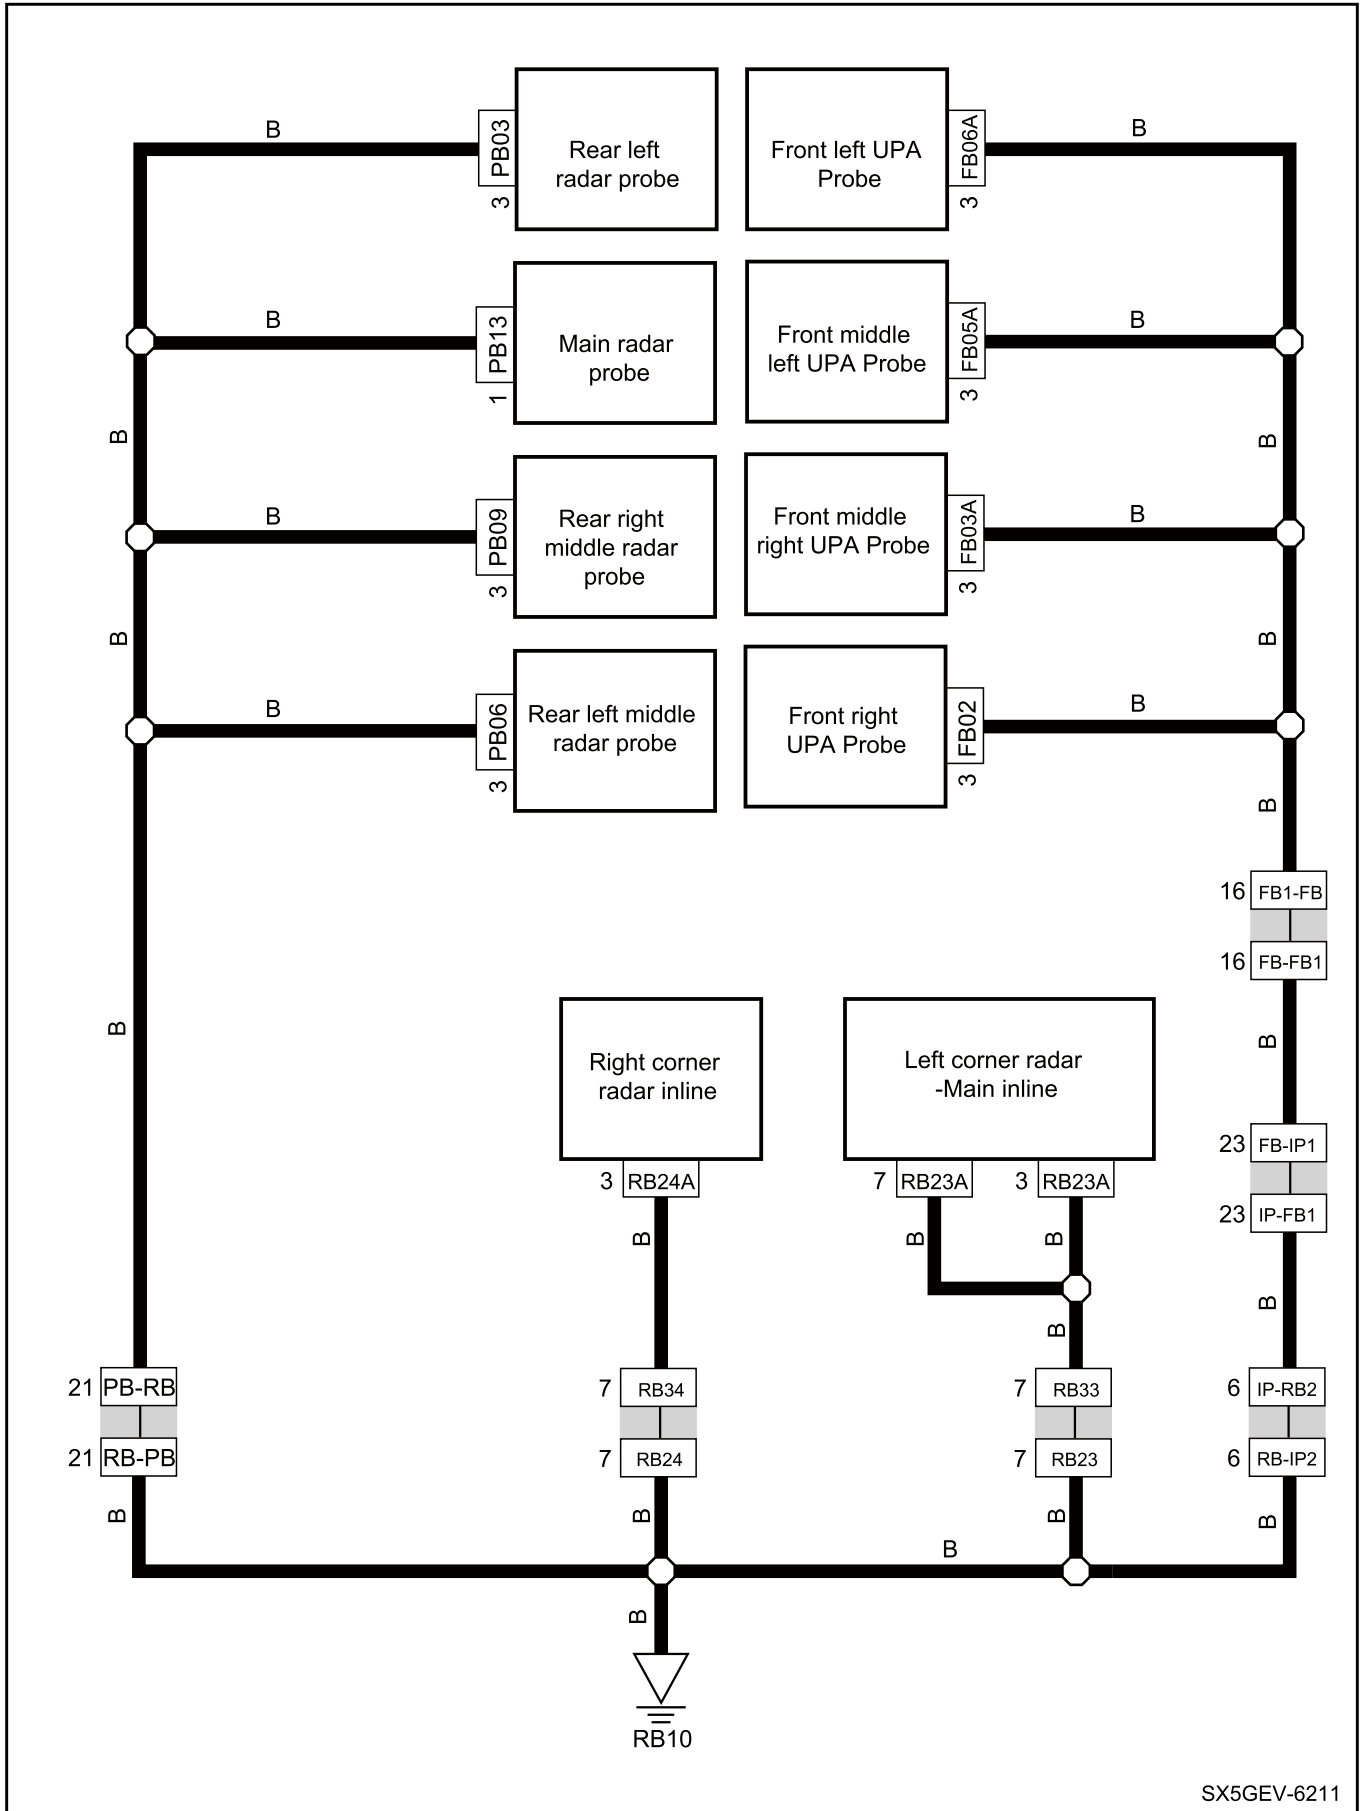 B
PB03
3
Rear left
radar probe
Front left UPA
Probe
FB06A
3
B
B
PB13
1
Main radar
probe
Front middle
left UPA Probe
FB05A
3
B
B
B
B
PB09
3
Rear right
middle radar
probe
Front middle
right UPA Probe
FB03A
3
B
B
B
B
PB06
3
Rear left middle
radar probe
Front right
UPA Probe
FB02
3
B
B
16 FB1-FB
16 FB-FB1
B
B
Right corner
radar inline
Left corner radar
-Main inline
23 FB-IP1
3 RB24A
7 RB23A
3 RB23A
23 IP-FB1
B
B
B
B
B
21 PB-RB
7 RB34
7 RB33
6 IP-RB2
21 RB-PB
7 RB24
7 RB23
6 RB-IP2
B
B
B
B
B
B
RB10
SX5GEV-6211